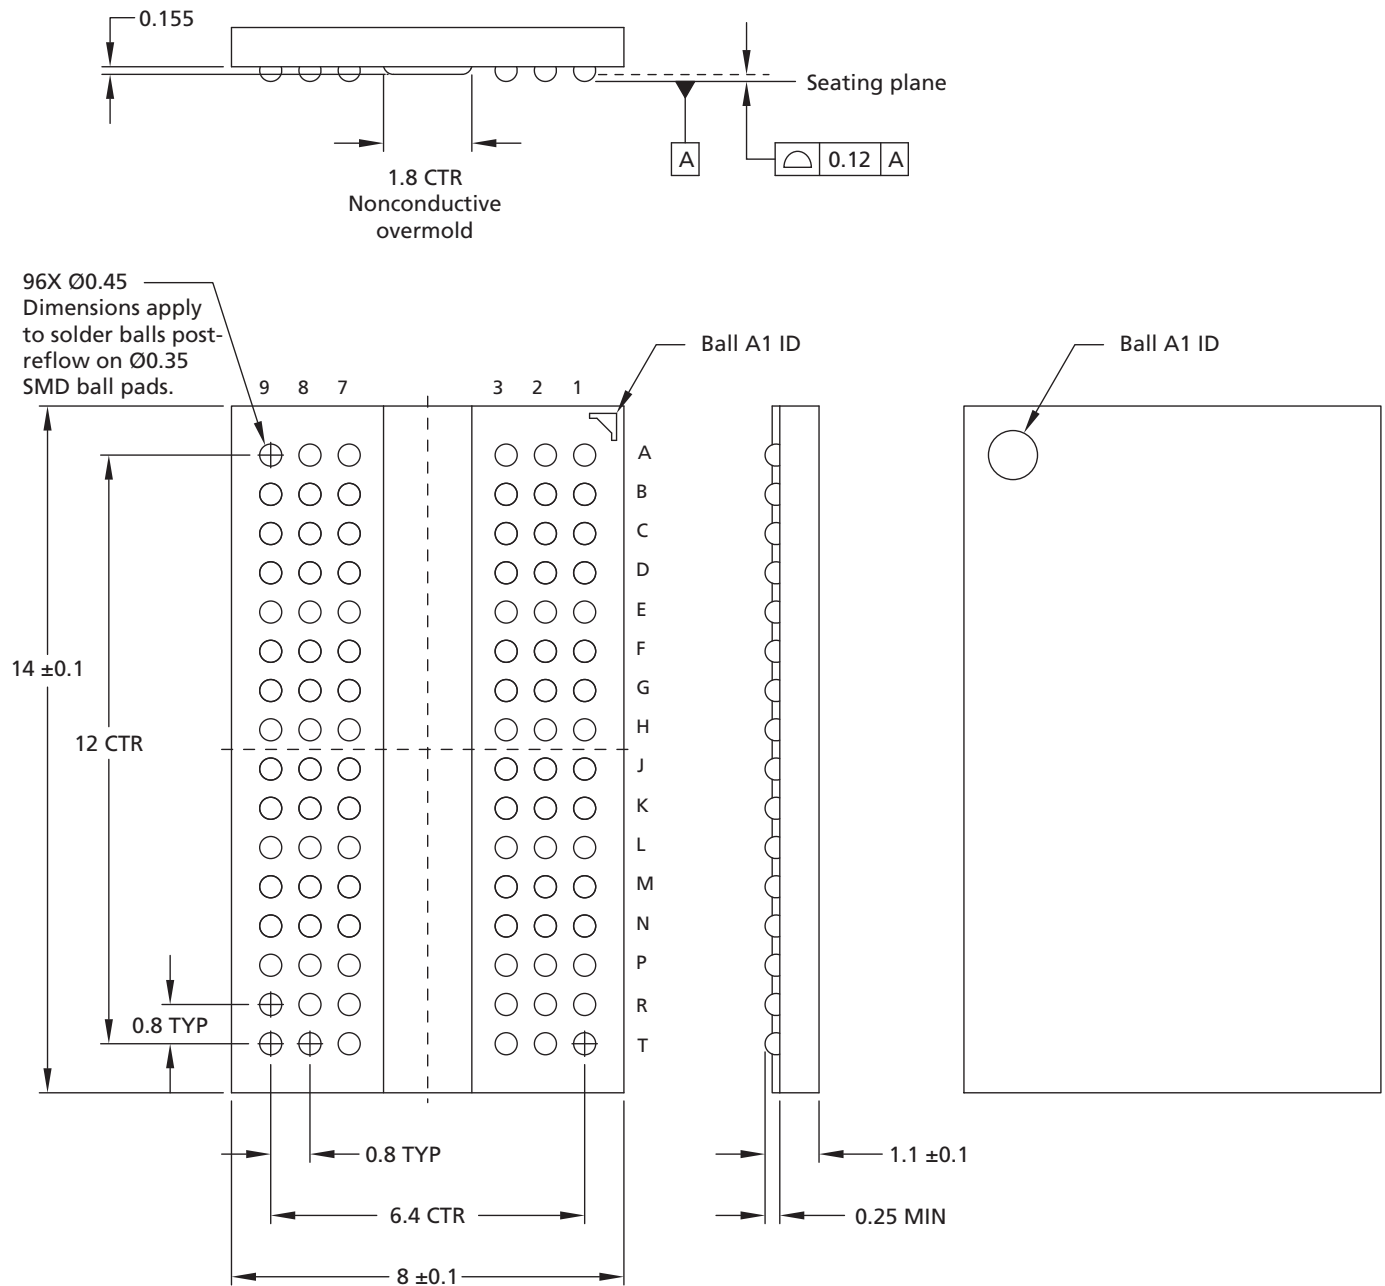 0.155
Seating plane
A
0.12 A
1.8 CTR
Nonconductive
overmold
96X Ø0.45
Dimensions apply
to solder balls post-
reflow on Ø0.35
SMD ball pads.
Ball A1 ID
Ball A1 ID
9 8 7 3 2 1
A
B
C
D
E
F
G
H
J
K
L
M
N
P
R
T
14 ±0.1
12 CTR
0.8 TYP
0.8 TYP
1.1 ±0.1
6.4 CTR
0.25 MIN
8 ±0.1